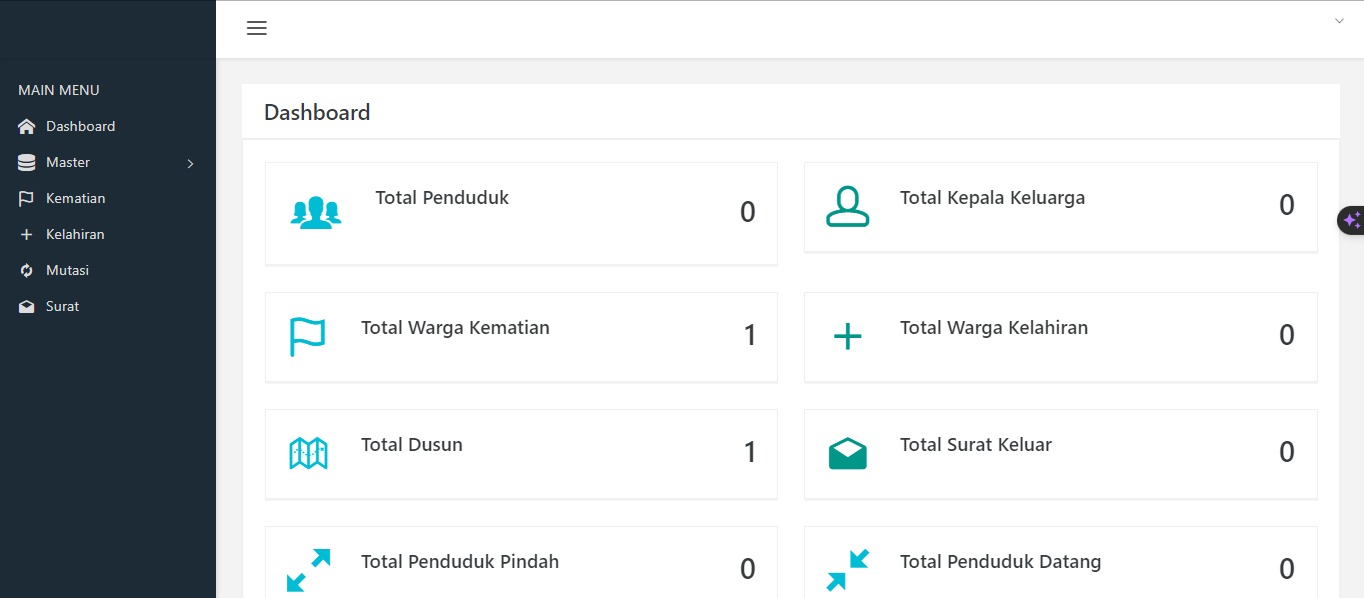 MAIN MENU
Dashboard
Master
Kematian
Kelahiran
Mutasi
Surat
Dashboard
Total Penduduk
0
Total Kepala Keluarga
0
Total Warga Kematian
1
Total Warga Kelahiran
0
Total Dusun
1
Total Surat Keluar
0
Total Penduduk Pindah
0
Total Penduduk Datang
0